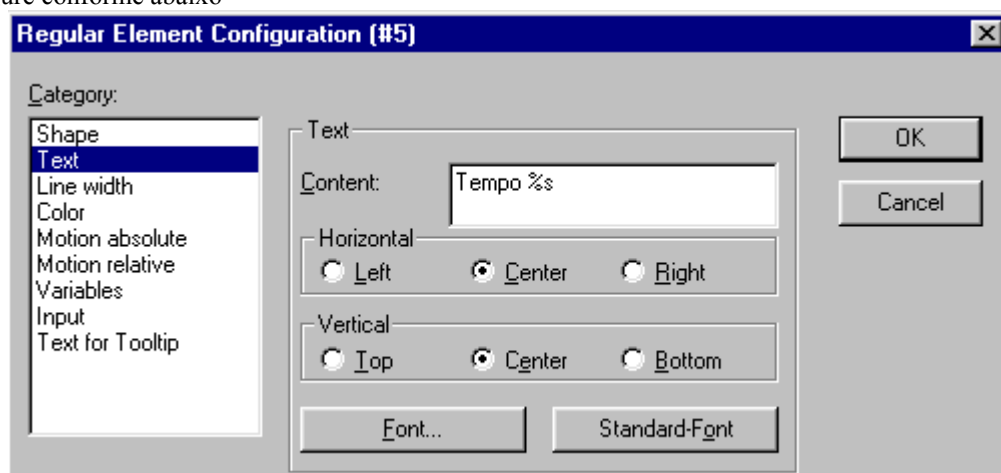 Regular Element Configuration (#5)
Category:
Shape
Text
Line width
Color
Motion absolute
Motion relative
Variables
Input
Text for Tooltip
Text
Content:
Tempo %s
Horizontal
Left
Center
Right
Vertical
Top
Center
Bottom
Font...
Standard-Font
OK
Cancel